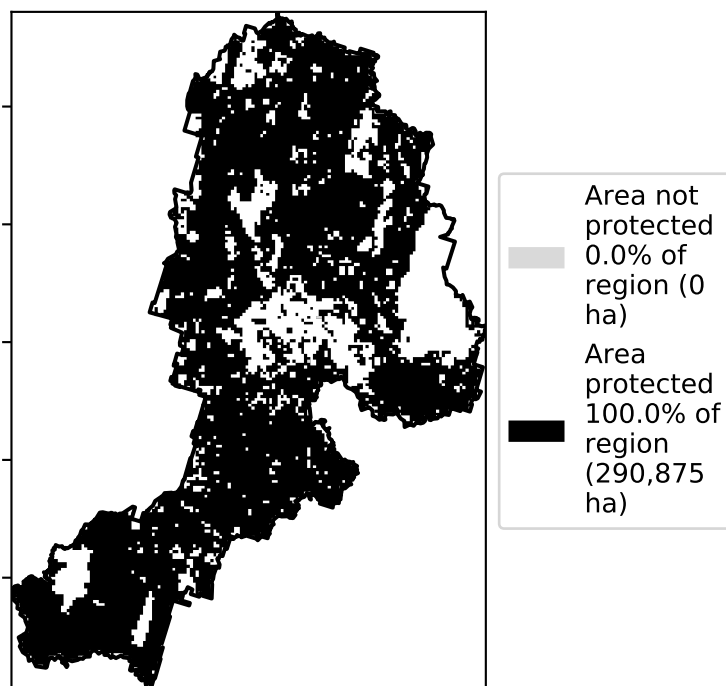 Area not
protected
0.0% of
region (0
ha)
Area
protected
100.0% of
region
(290,875
ha)